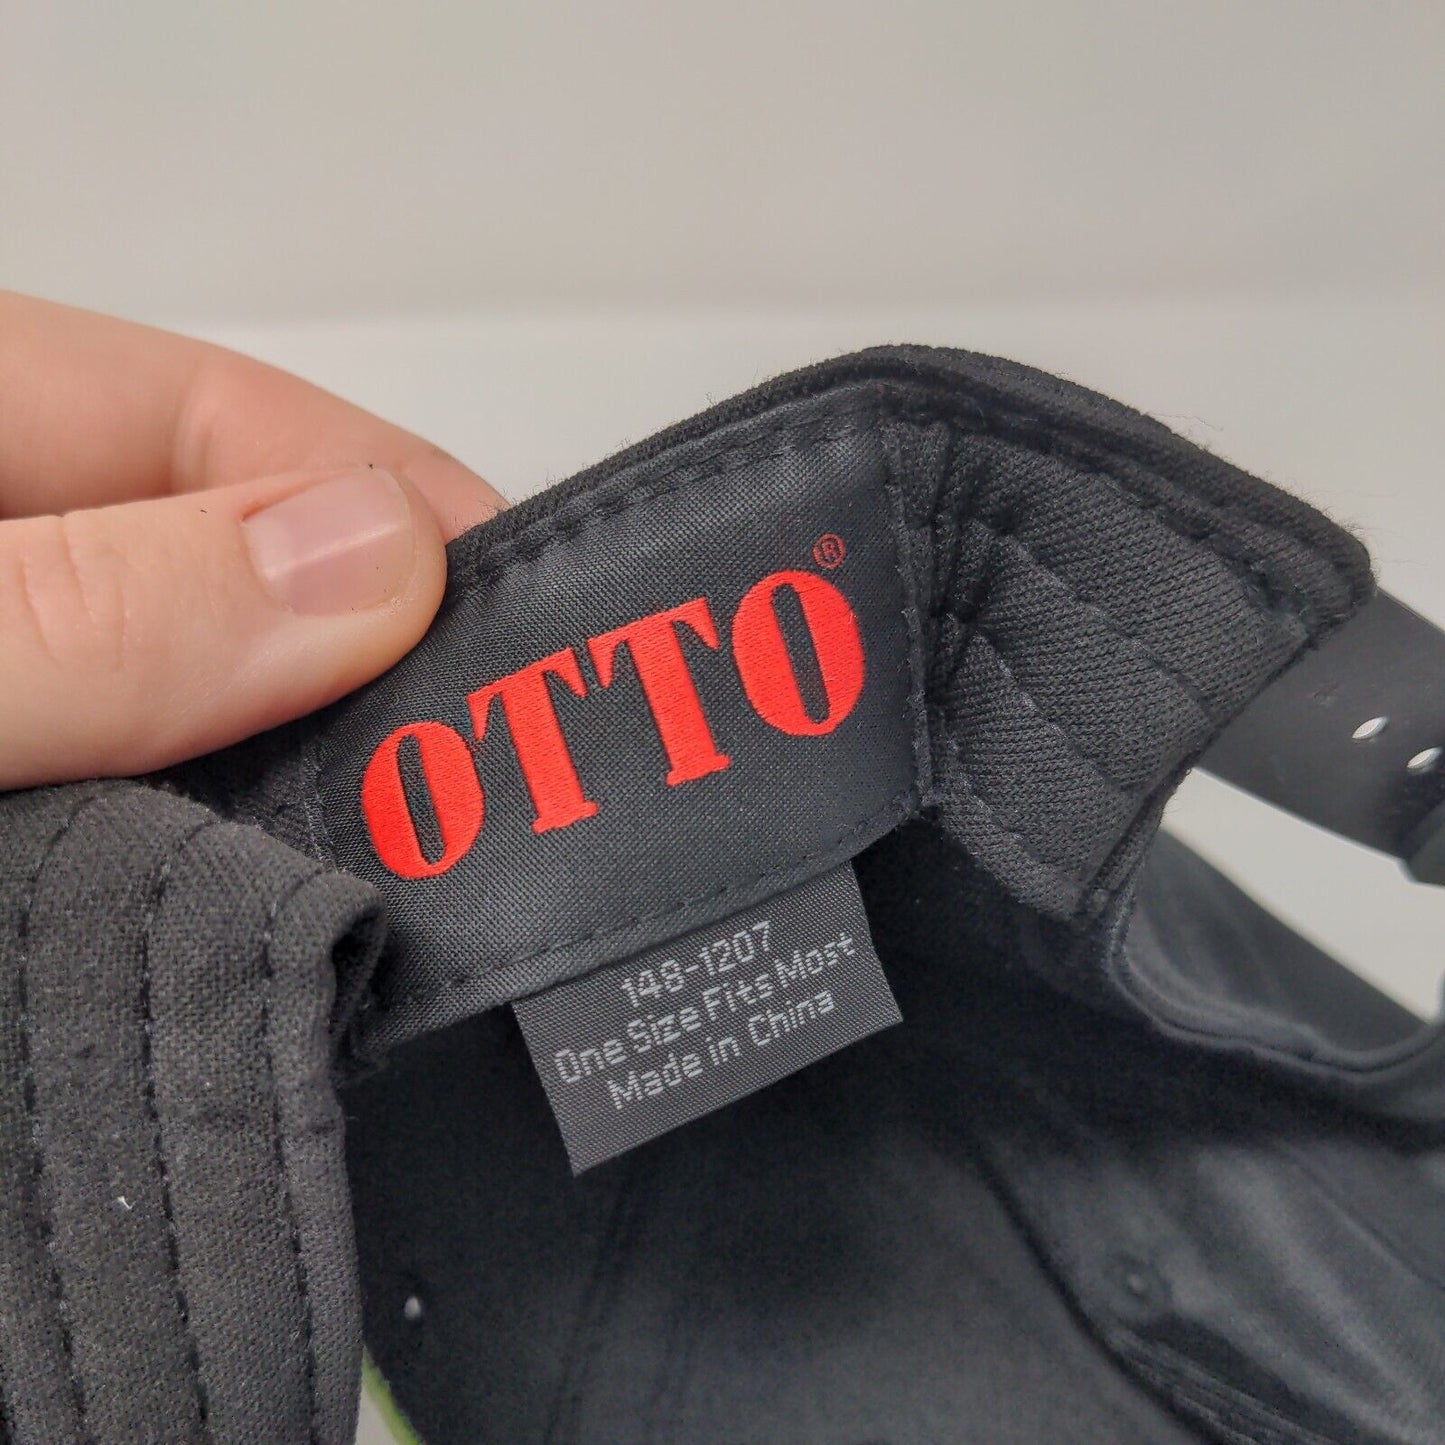 OTTO®
148-1207
One Size Fits Most
Made in China